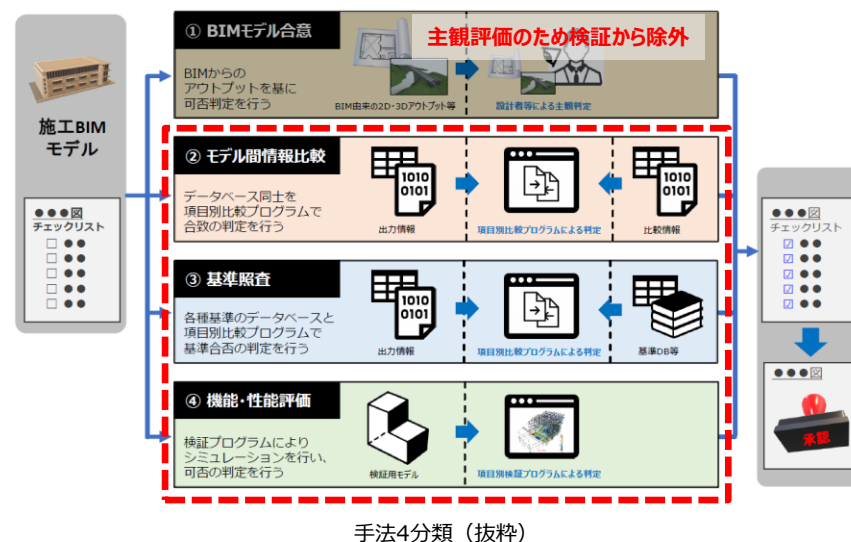 施工BIM
モデル
●●●図
チェックリスト
□ ●●
□ ●●
□ ●●
□ ●●
□ ●●
① BIMモデル合意
主観評価のため検証から除外
BIMからの
アウトプットを基に
可否判定を行う
BIM由来の2D・3Dアウトプット等
設計者等による主観判定
② モデル間情報比較
データベース同士を
項目別比較プログラムで
合致の判定を行う
1010
0101
出力情報
項目別比較プログラムによる判定
1010
0101
比較情報
③ 基準照査
各種基準のデータベースと
項目別比較プログラムで
基準合否の判定を行う
1010
0101
出力情報
項目別比較プログラムによる判定
基準DB等
④ 機能・性能評価
検証プログラムにより
シミュレーションを行い、
可否の判定を行う
検証用モデル
項目別検証プログラムによる判定
●●●図
チェックリスト
☑ ●●
☑ ●●
☑ ●●
☑ ●●
☑ ●●
●●●図
承認
手法4分類（抜粋）